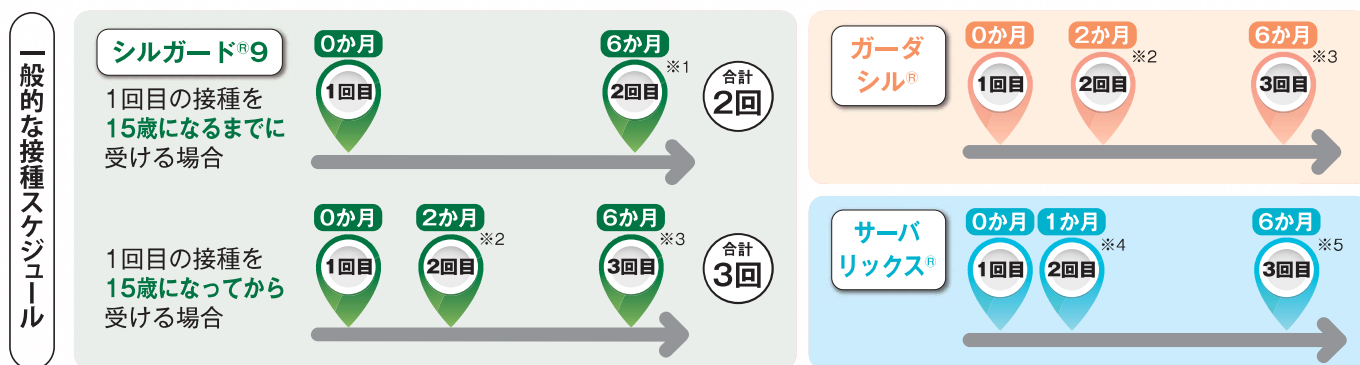 一般的な接種スケジュール
シルガード®9
1回目の接種を
15歳になるまでに
受ける場合
0か月
1回目
6か月
2回目
※1
合計
2回
1回目の接種を
15歳になってから
受ける場合
0か月
1回目
2か月
2回目
※2
6か月
3回目
※3
合計
3回
ガーダ
シル®
0か月
1回目
2か月
2回目
※2
6か月
3回目
※3
サーバ
リックス®
0か月
1回目
1か月
2回目
※4
6か月
3回目
※5